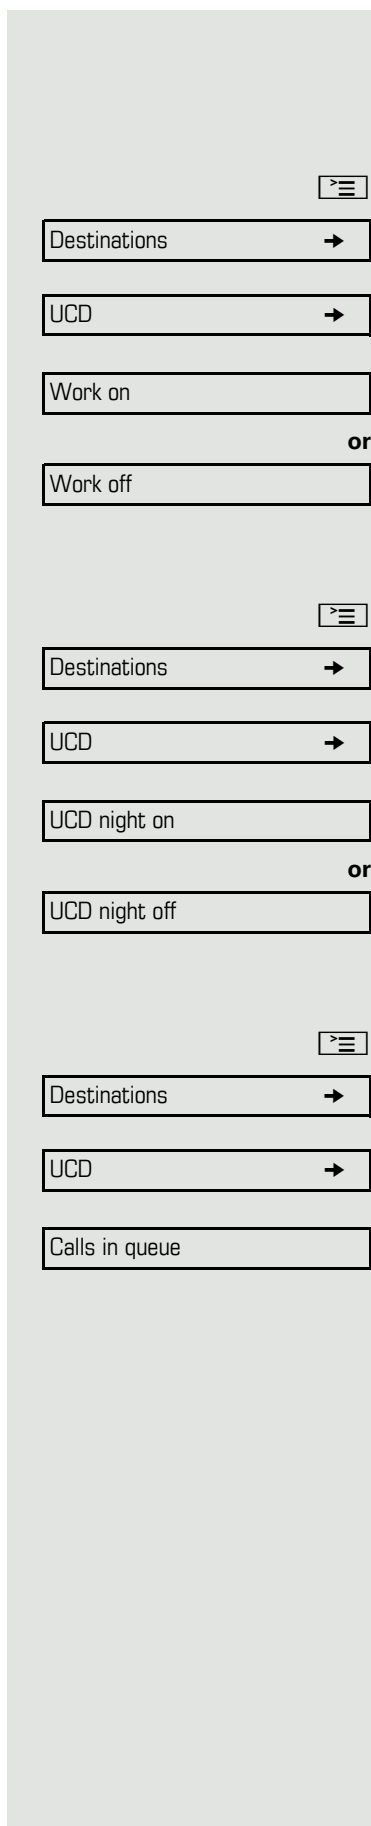 Destinations
UCD
Work on
or
Work off
Destinations
UCD
UCD night on
or
UCD night off
Destinations
UCD
Calls in queue